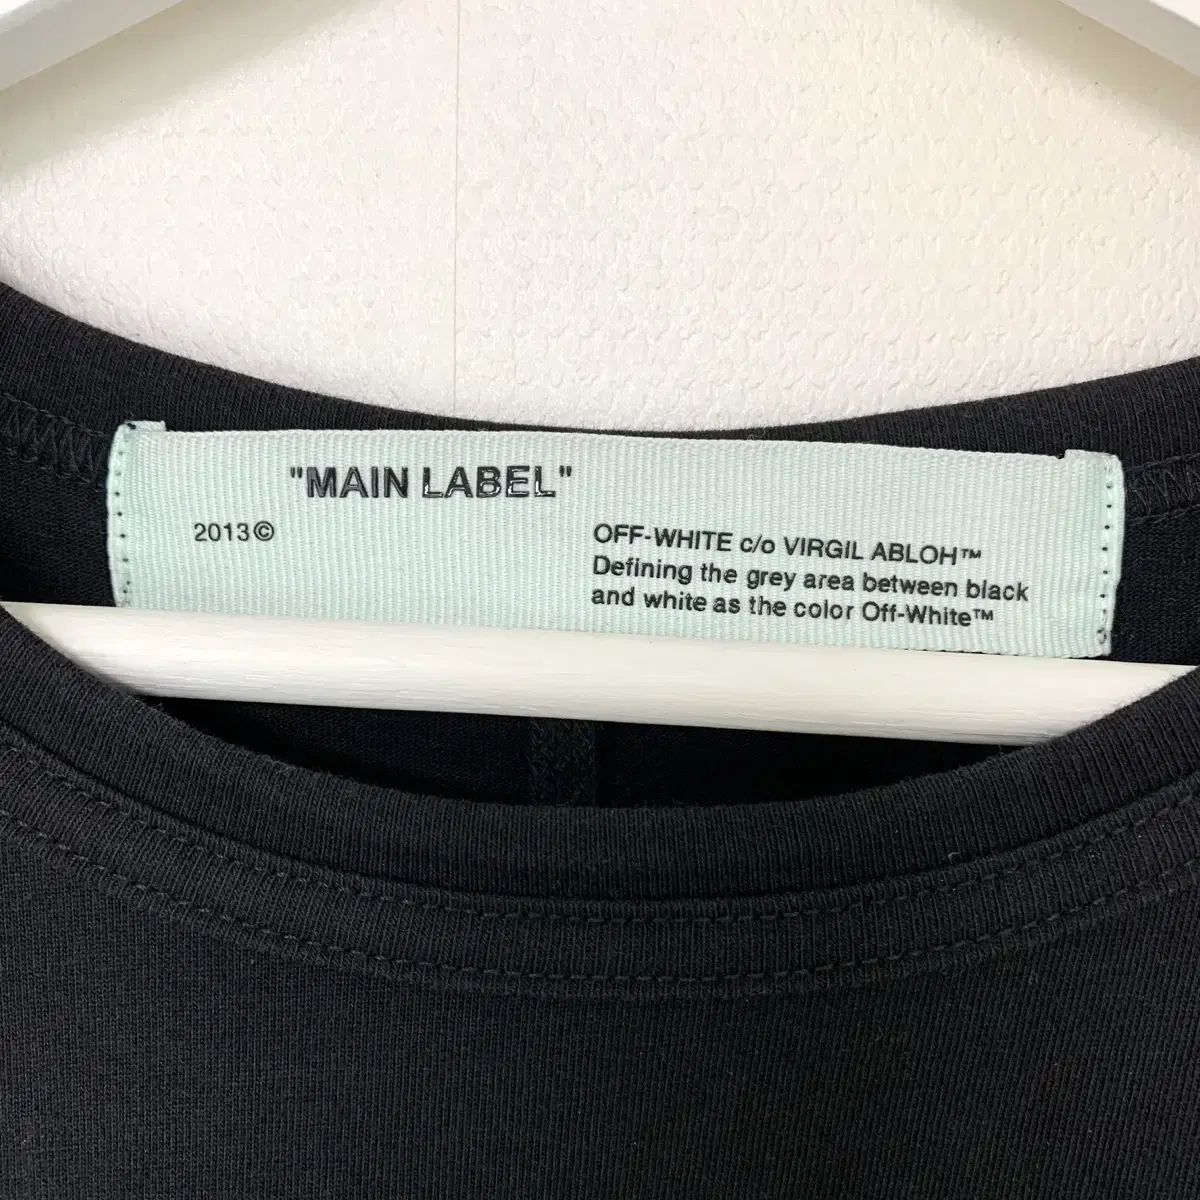 "MAIN LABEL"
2013©
OFF-WHITE c/o VIRGIL ABLOH™
Defining the grey area between black
and white as the color Off-White™